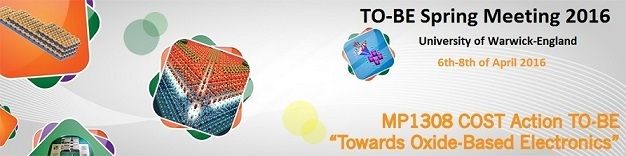 TO-BE Spring Meeting 2016
University of Warwick-England
6th-8th of April 2016
MP1308 COST Action TO-BE
“Towards Oxide-Based Electronics”